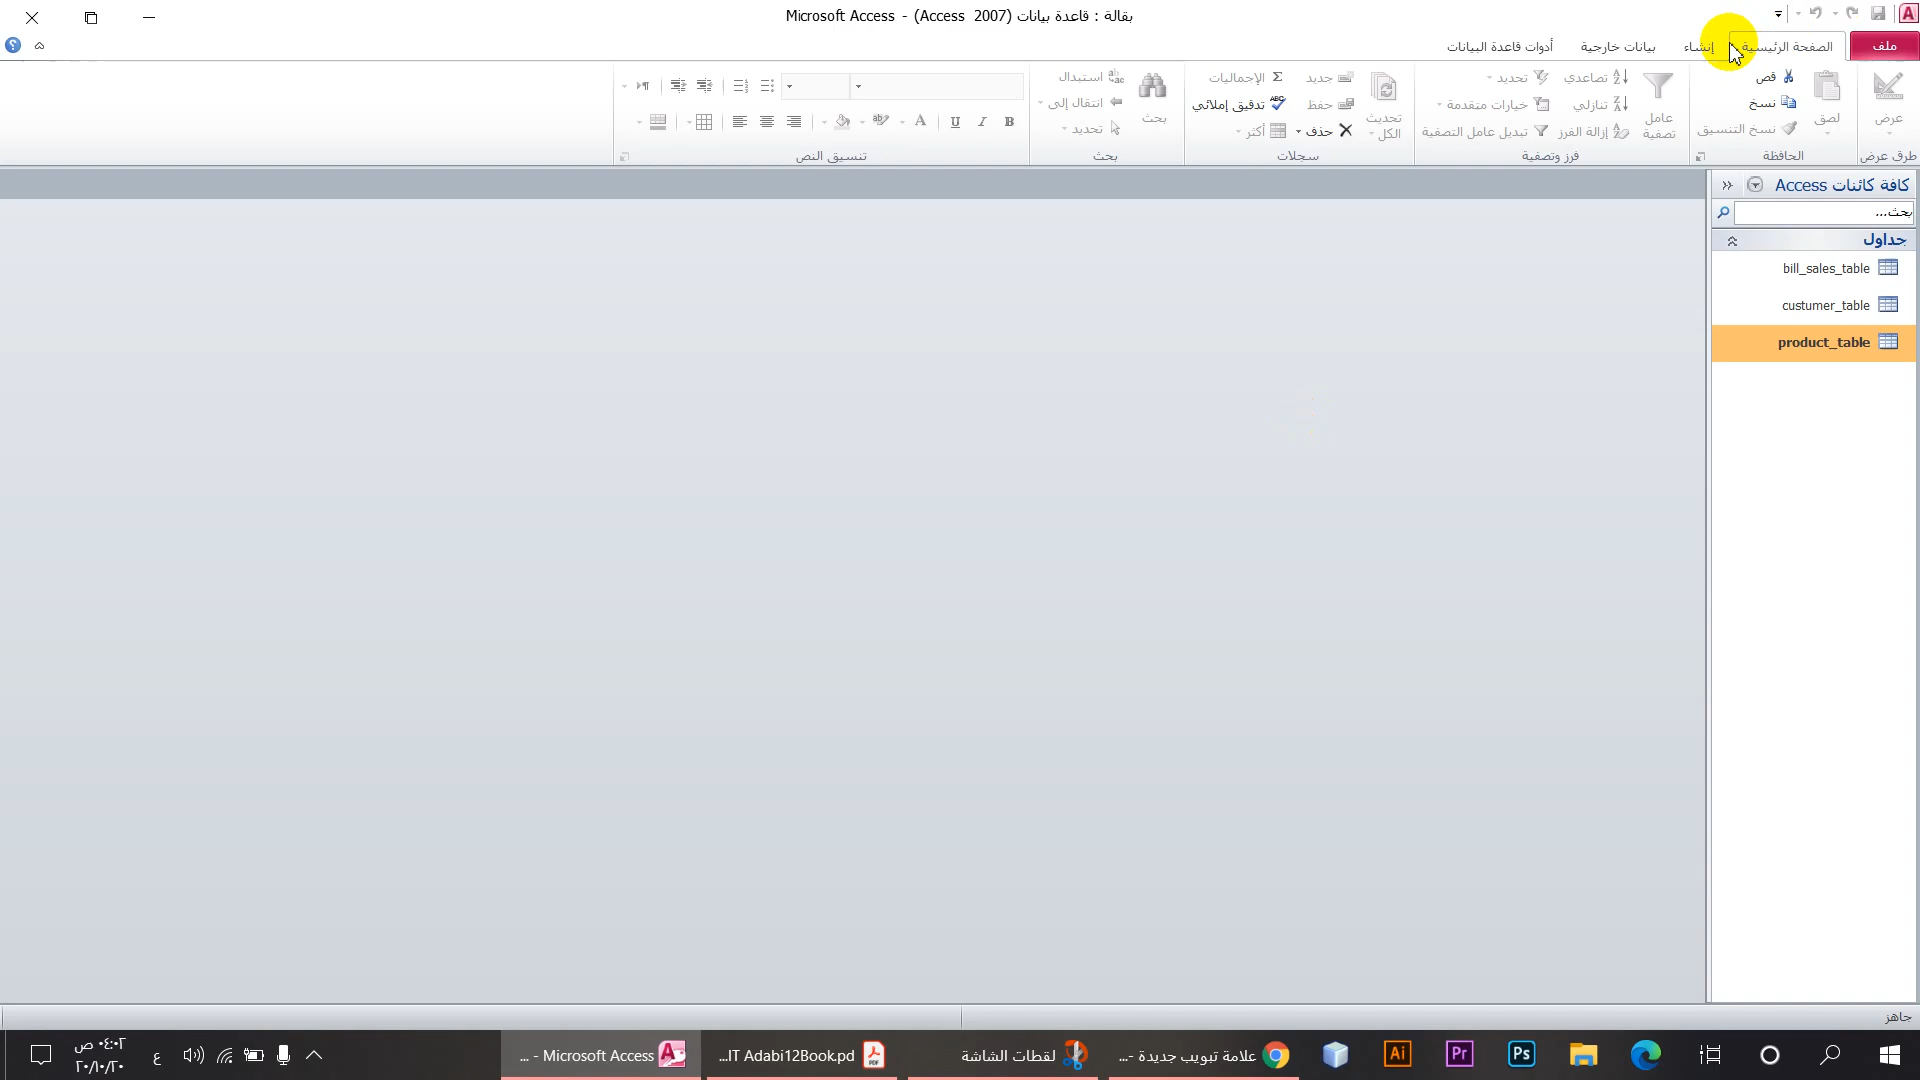 بقالة : قاعدة بيانات (Access 2007) - Microsoft Access
ملف
الصفحة الرئيسية
إنشاء
بيانات خارجية
أدوات قاعدة البيانات
عرض
طرق عرض
لصق
قص
نسخ
نسخ التنسيق
الحافظة
عامل تصفية
تصاعدي
تنازلي
إزالة الفرز
تحديد
خيارات متقدمة
تبديل عامل التصفية
فرز وتصفية
تحديث الكل
جديد
حفظ
حذف
الإجماليات
تدقيق إملائي
أكثر
سجلات
بحث
استبدال
انتقال إلى
تحديد
بحث
تنسيق النص
كافة كائنات Access
بحث...
جداول
bill_sales_table
custumer_table
product_table
جاهز
علامة تبويب جديدة -...
لقطات الشاشة
IT Adabi12Book.pd...
Microsoft Access - ...
ع
٠٤:٠٢ ص
٢٠/١٠/٢٠